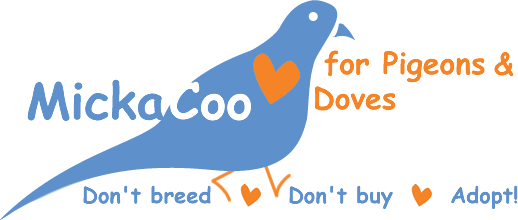 for Pigeons &
MickaCoo Doves
Don't breed Don't buy Adopt!